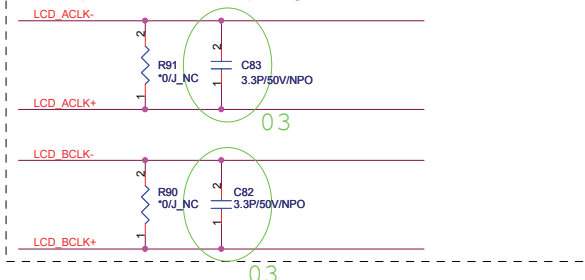 LCD_ACLK-
2
2
R91
C83
*0/J_NC
3.3P/50V/NPO
1
1
LCD_ACLK+
03
LCD_BCLK-
2
2
R90
C82
*0/J_NC
3.3P/50V/NPO
1
1
LCD_BCLK+
03